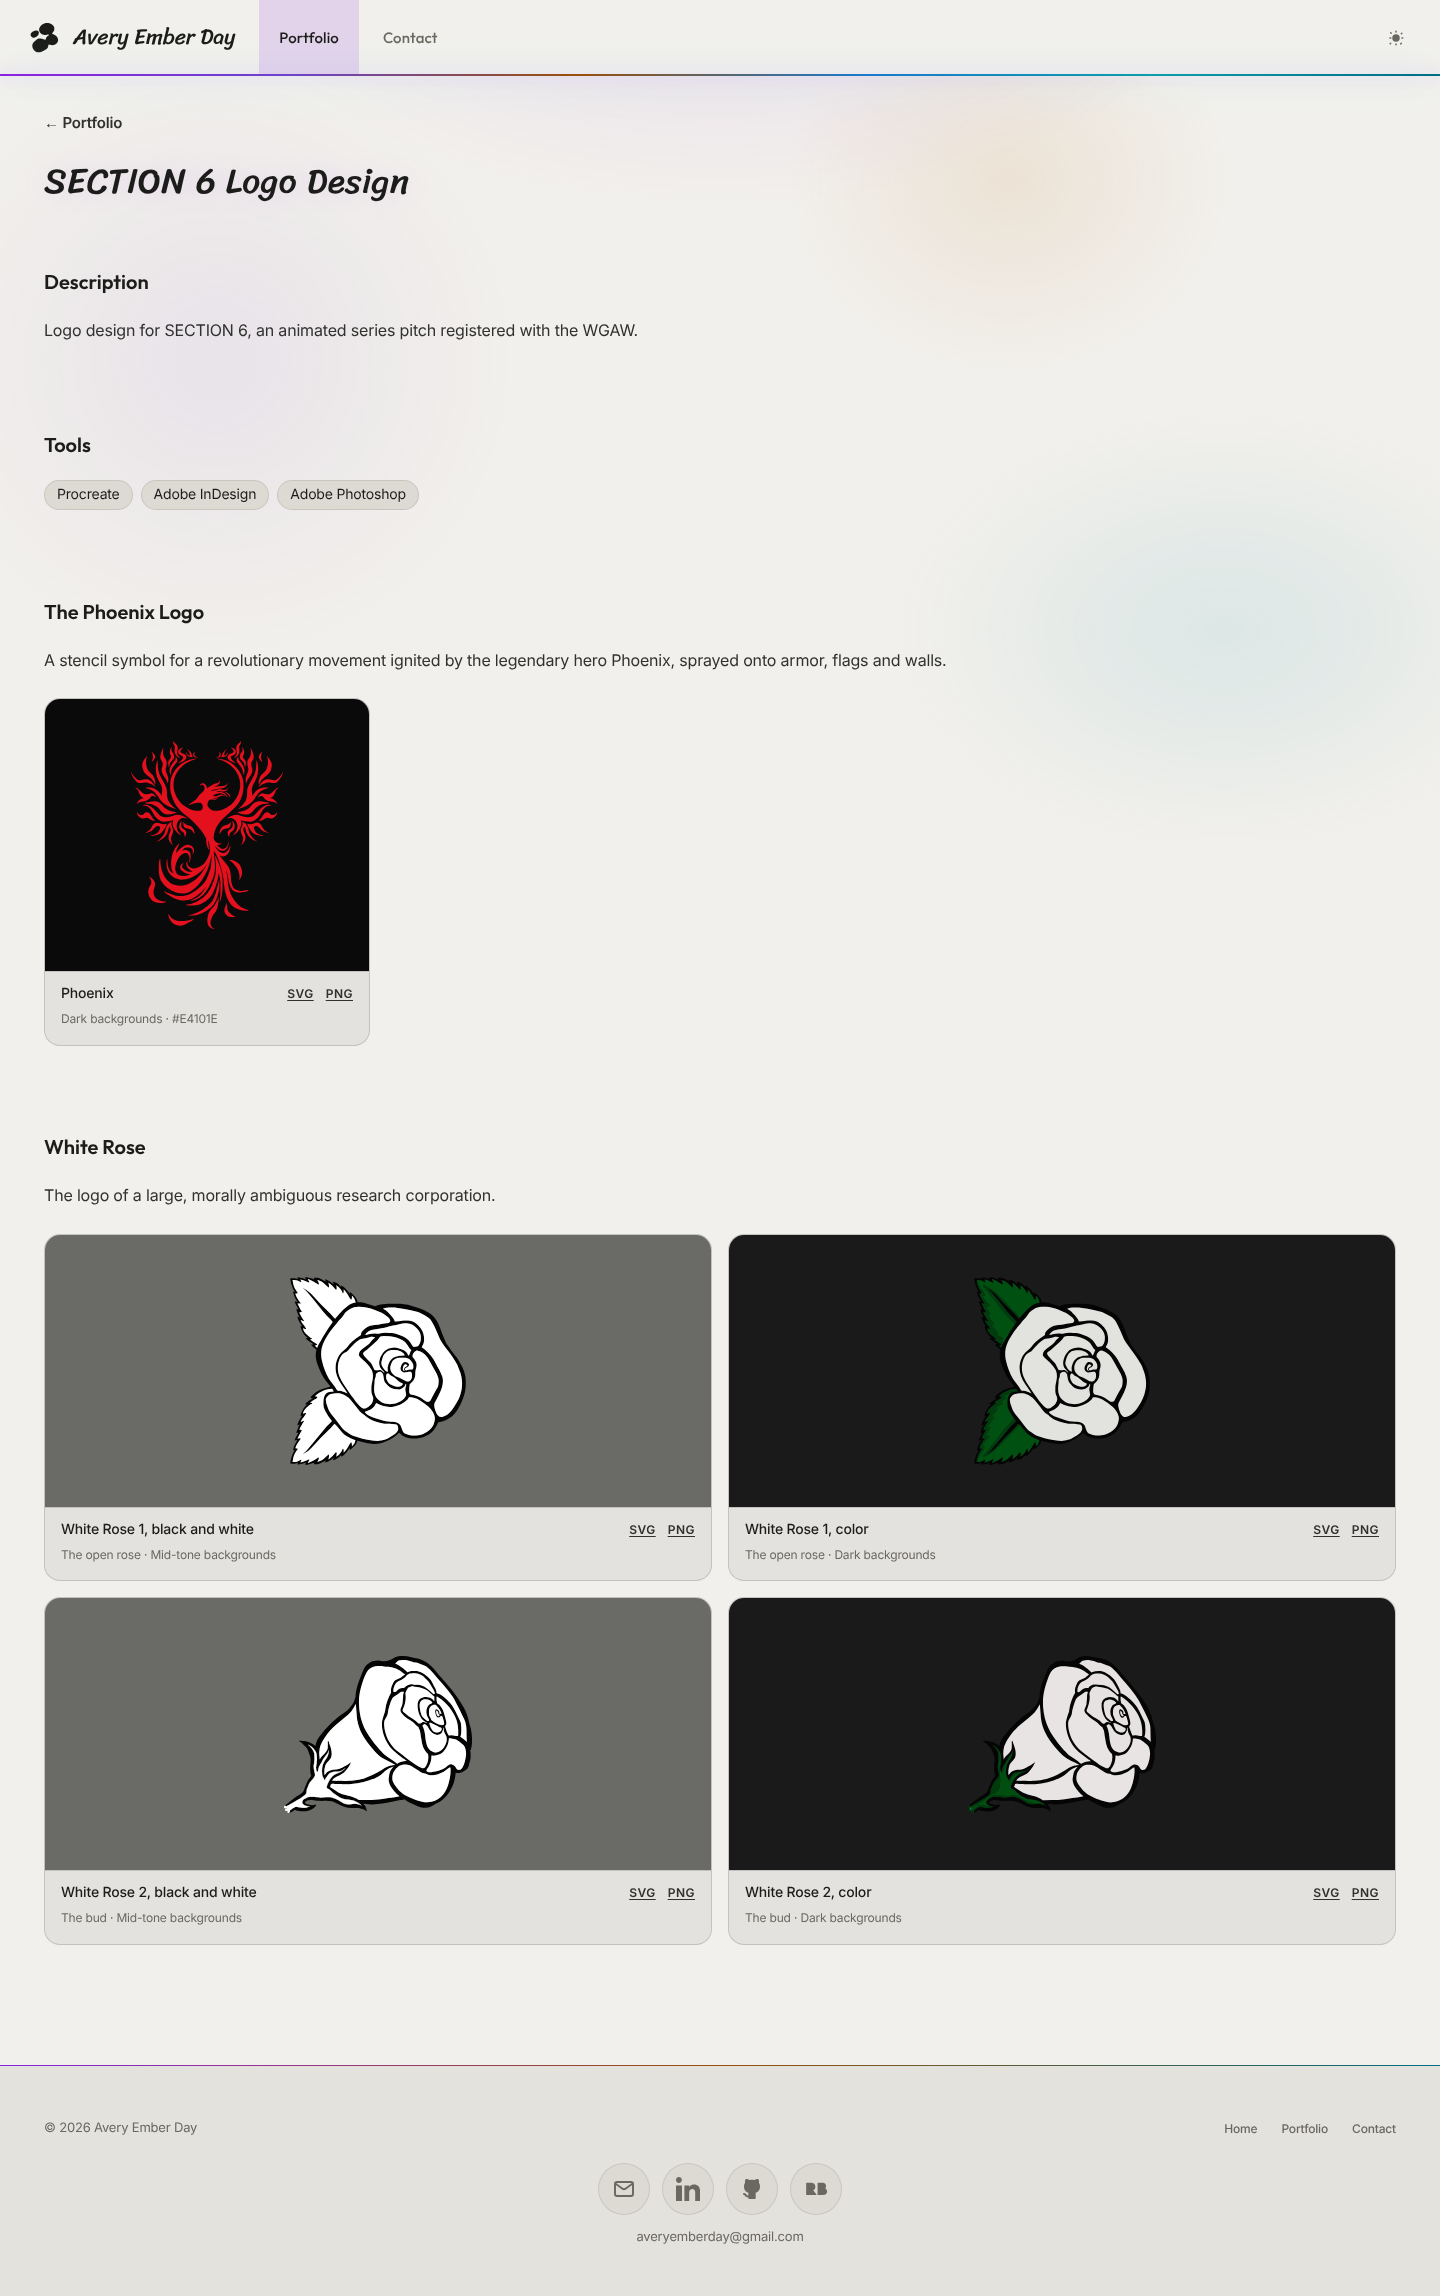 Avery Ember Day
Portfolio
Contact
← Portfolio
SECTION 6 Logo Design
Description
Logo design for SECTION 6, an animated series pitch registered with the WGAW.
Tools
Procreate
Adobe InDesign
Adobe Photoshop
The Phoenix Logo
A stencil symbol for a revolutionary movement ignited by the legendary hero Phoenix, sprayed onto armor, flags and walls.
Phoenix
SVG PNG
Dark backgrounds · #E4101E
White Rose
The logo of a large, morally ambiguous research corporation.
White Rose 1, black and white
SVG PNG
The open rose · Mid-tone backgrounds
White Rose 1, color
SVG PNG
The open rose · Dark backgrounds
White Rose 2, black and white
SVG PNG
The bud · Mid-tone backgrounds
White Rose 2, color
SVG PNG
The bud · Dark backgrounds
© 2026 Avery Ember Day
Home
Portfolio
Contact
in
RB
averyemberday@gmail.com